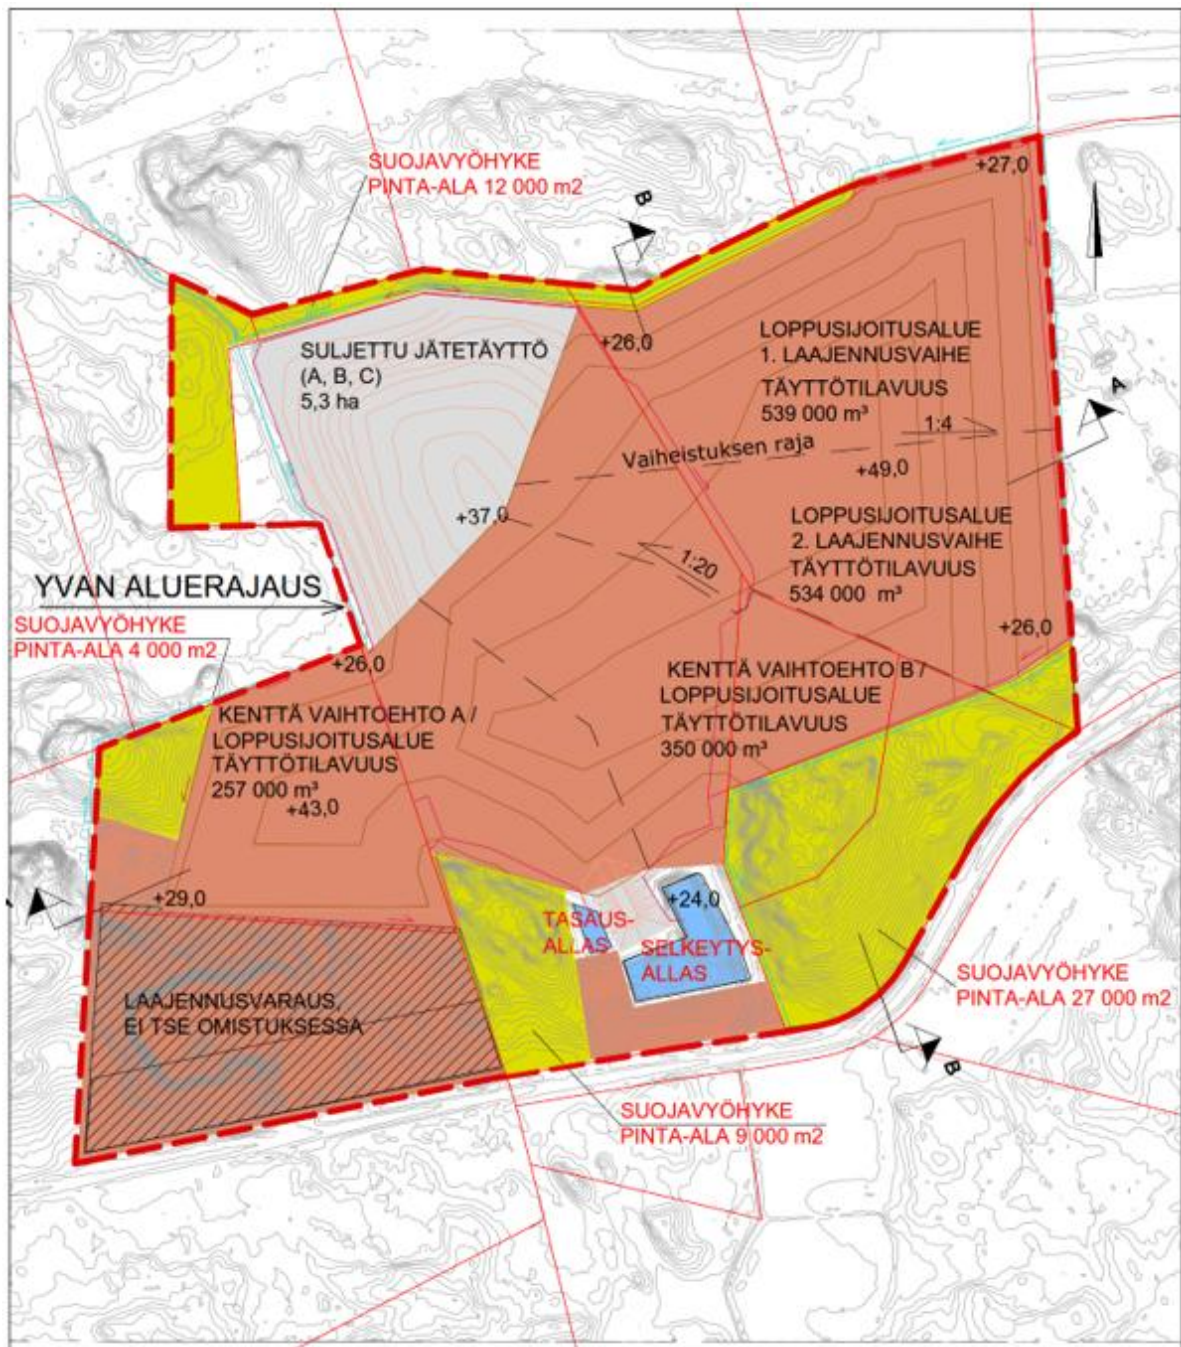 SUOJAVYÖHYKE
PINTA-ALA 12 000 m2
+27,0
B
SULJETTU JÄTETÄYTTÖ
(A, B, C)
5,3 ha
+26,0
LOPPUSIJOITUSALUE
1. LAAJENNUSVAIHE
TÄYTTÖTILAVUUS
539 000 m³
A
1:4
Vaiheistuksen raja
+49,0
+37,0
LOPPUSIJOITUSALUE
2. LAAJENNUSVAIHE
TÄYTTÖTILAVUUS
534 000 m³
1:20
YVAN ALUERAJAUS
SUOJAVYÖHYKE
PINTA-ALA 4 000 m2
+26,0
+26,0
KENTTÄ VAIHTOEHTO B /
LOPPUSIJOITUSALUE
TÄYTTÖTILAVUUS
350 000 m³
KENTTÄ VAIHTOEHTO A /
LOPPUSIJOITUSALUE
TÄYTTÖTILAVUUS
257 000 m³
+43,0
+29,0
+24,0
TASAUS-
ALLAS
SELKEYTYS-
ALLAS
LAAJENNUSVARAUS,
EI TSE OMISTUKSESSA
SUOJAVYÖHYKE
PINTA-ALA 27 000 m2
B
SUOJAVYÖHYKE
PINTA-ALA 9 000 m2